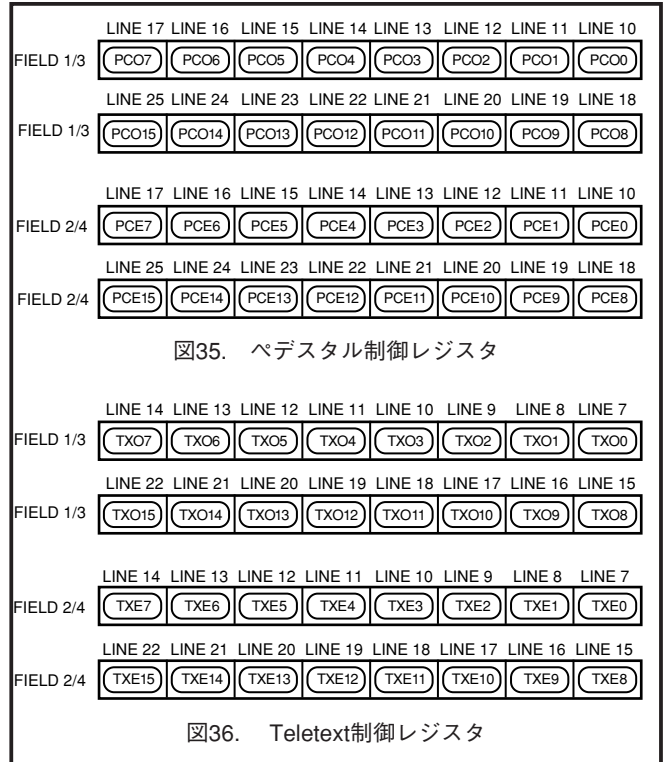 LINE 17 LINE 16 LINE 15 LINE 14 LINE 13 LINE 12 LINE 11 LINE 10
FIELD 1/3 PCO7 PCO6 PCO5 PCO4 PCO3 PCO2 PCO1 PCO0
LINE 25 LINE 24 LINE 23 LINE 22 LINE 21 LINE 20 LINE 19 LINE 18
FIELD 1/3 PCO15 PCO14 PCO13 PCO12 PCO11 PCO10 PCO9 PCO8
LINE 17 LINE 16 LINE 15 LINE 14 LINE 13 LINE 12 LINE 11 LINE 10
FIELD 2/4 PCE7 PCE6 PCE5 PCE4 PCE3 PCE2 PCE1 PCE0
LINE 25 LINE 24 LINE 23 LINE 22 LINE 21 LINE 20 LINE 19 LINE 18
FIELD 2/4 PCE15 PCE14 PCE13 PCE12 PCE11 PCE10 PCE9 PCE8
図35. ペデスタル制御レジスタ
LINE 14 LINE 13 LINE 12 LINE 11 LINE 10 LINE 9 LINE 8 LINE 7
FIELD 1/3 TXO7 TXO6 TXO5 TXO4 TXO3 TXO2 TXO1 TXO0
LINE 22 LINE 21 LINE 20 LINE 19 LINE 18 LINE 17 LINE 16 LINE 15
FIELD 1/3 TXO15 TXO14 TXO13 TXO12 TXO11 TXO10 TXO9 TXO8
LINE 14 LINE 13 LINE 12 LINE 11 LINE 10 LINE 9 LINE 8 LINE 7
FIELD 2/4 TXE7 TXE6 TXE5 TXE4 TXE3 TXE2 TXE1 TXE0
LINE 22 LINE 21 LINE 20 LINE 19 LINE 18 LINE 17 LINE 16 LINE 15
FIELD 2/4 TXE15 TXE14 TXE13 TXE12 TXE11 TXE10 TXE9 TXE8
図36. Teletext制御レジスタ